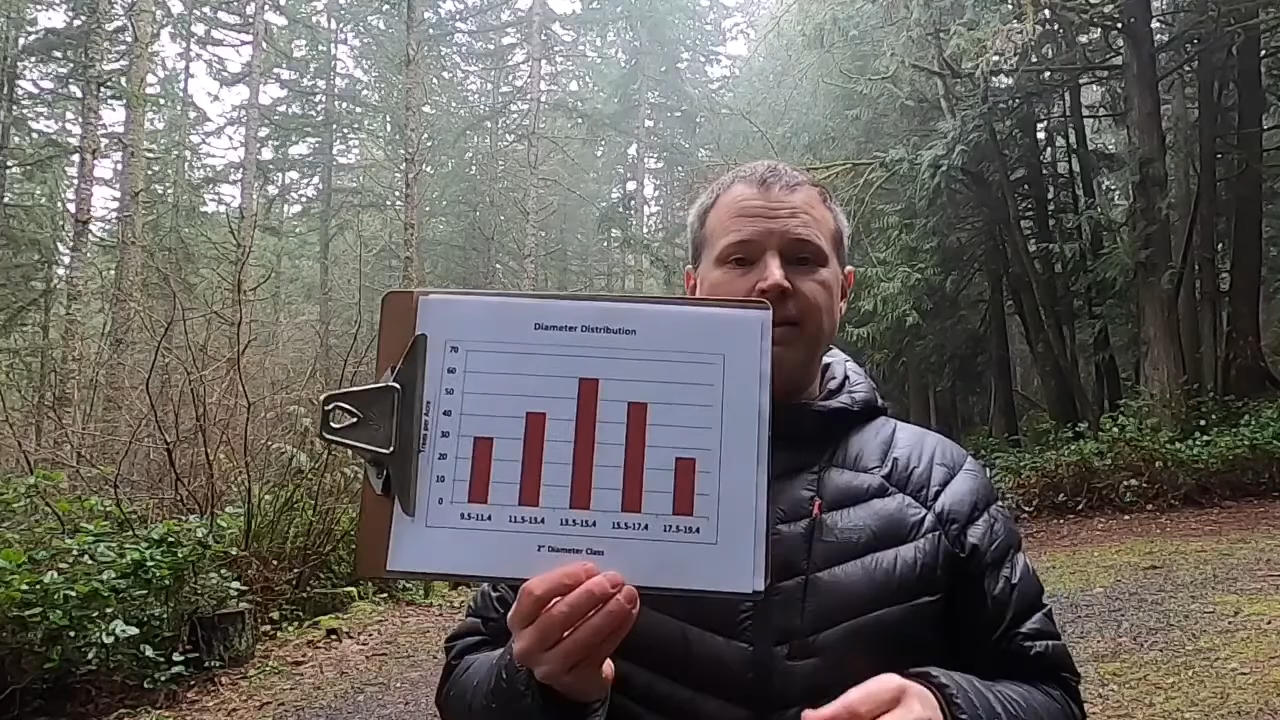 Diameter Distribution
70
60
50
40
30
20
10
0
Trees per Acre
9.5-11.4 11.5-13.4 13.5-15.4 15.5-17.4 17.5-19.4
2" Diameter Class